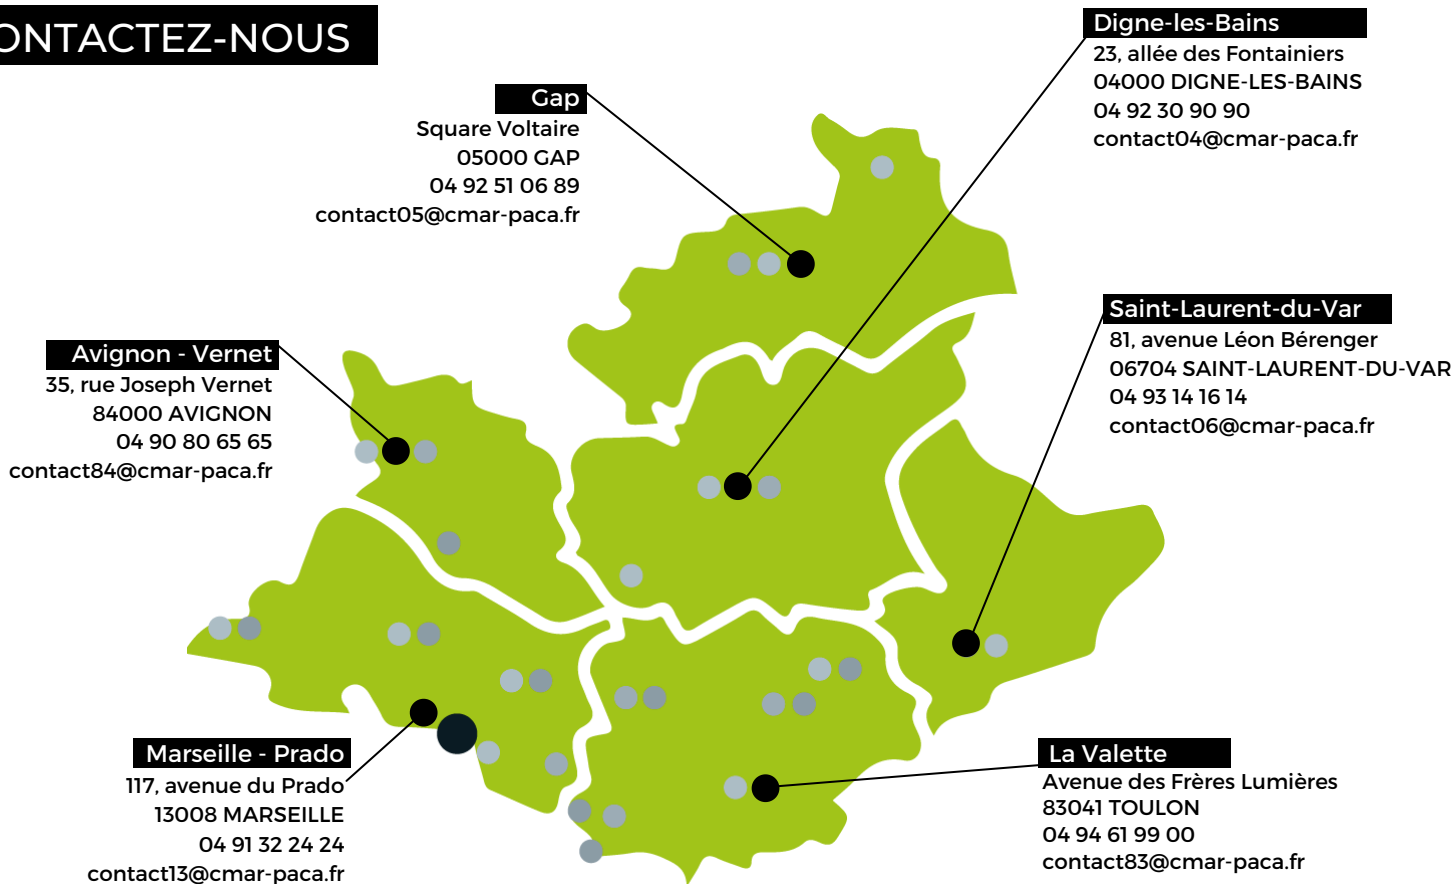 ONTACTEZ-NOUS
Digne-les-Bains
23, allée des Fontainiers
04000 DIGNE-LES-BAINS
04 92 30 90 90
contact04@cmar-paca.fr
Gap
Square Voltaire
05000 GAP
04 92 51 06 89
contact05@cmar-paca.fr
Saint-Laurent-du-Var
81, avenue Léon Bérenger
06704 SAINT-LAURENT-DU-VAR
04 93 14 16 14
contact06@cmar-paca.fr
Avignon - Vernet
35, rue Joseph Vernet
84000 AVIGNON
04 90 80 65 65
contact84@cmar-paca.fr
Marseille - Prado
117, avenue du Prado
13008 MARSEILLE
04 91 32 24 24
contact13@cmar-paca.fr
La Valette
Avenue des Frères Lumières
83041 TOULON
04 94 61 99 00
contact83@cmar-paca.fr